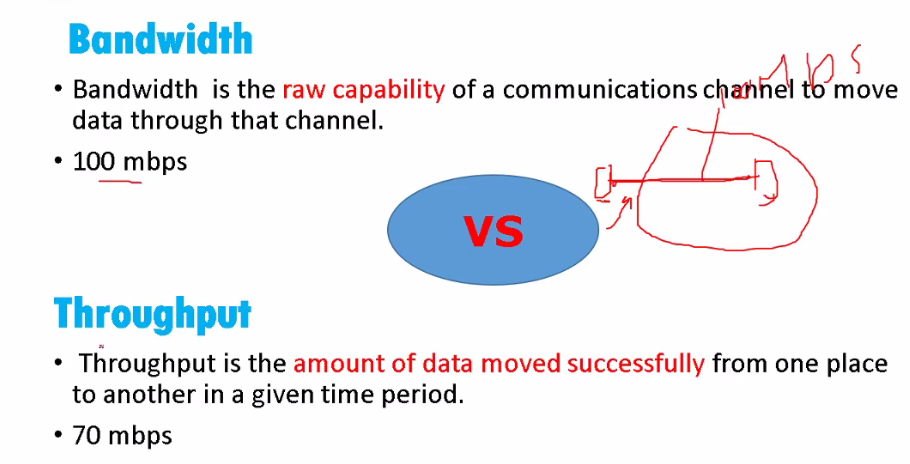 Bandwidth
• Bandwidth is the raw capability of a communications channel to move
data through that channel.
• 100 mbps
VS
Throughput
• Throughput is the amount of data moved successfully from one place
to another in a given time period.
• 70 mbps